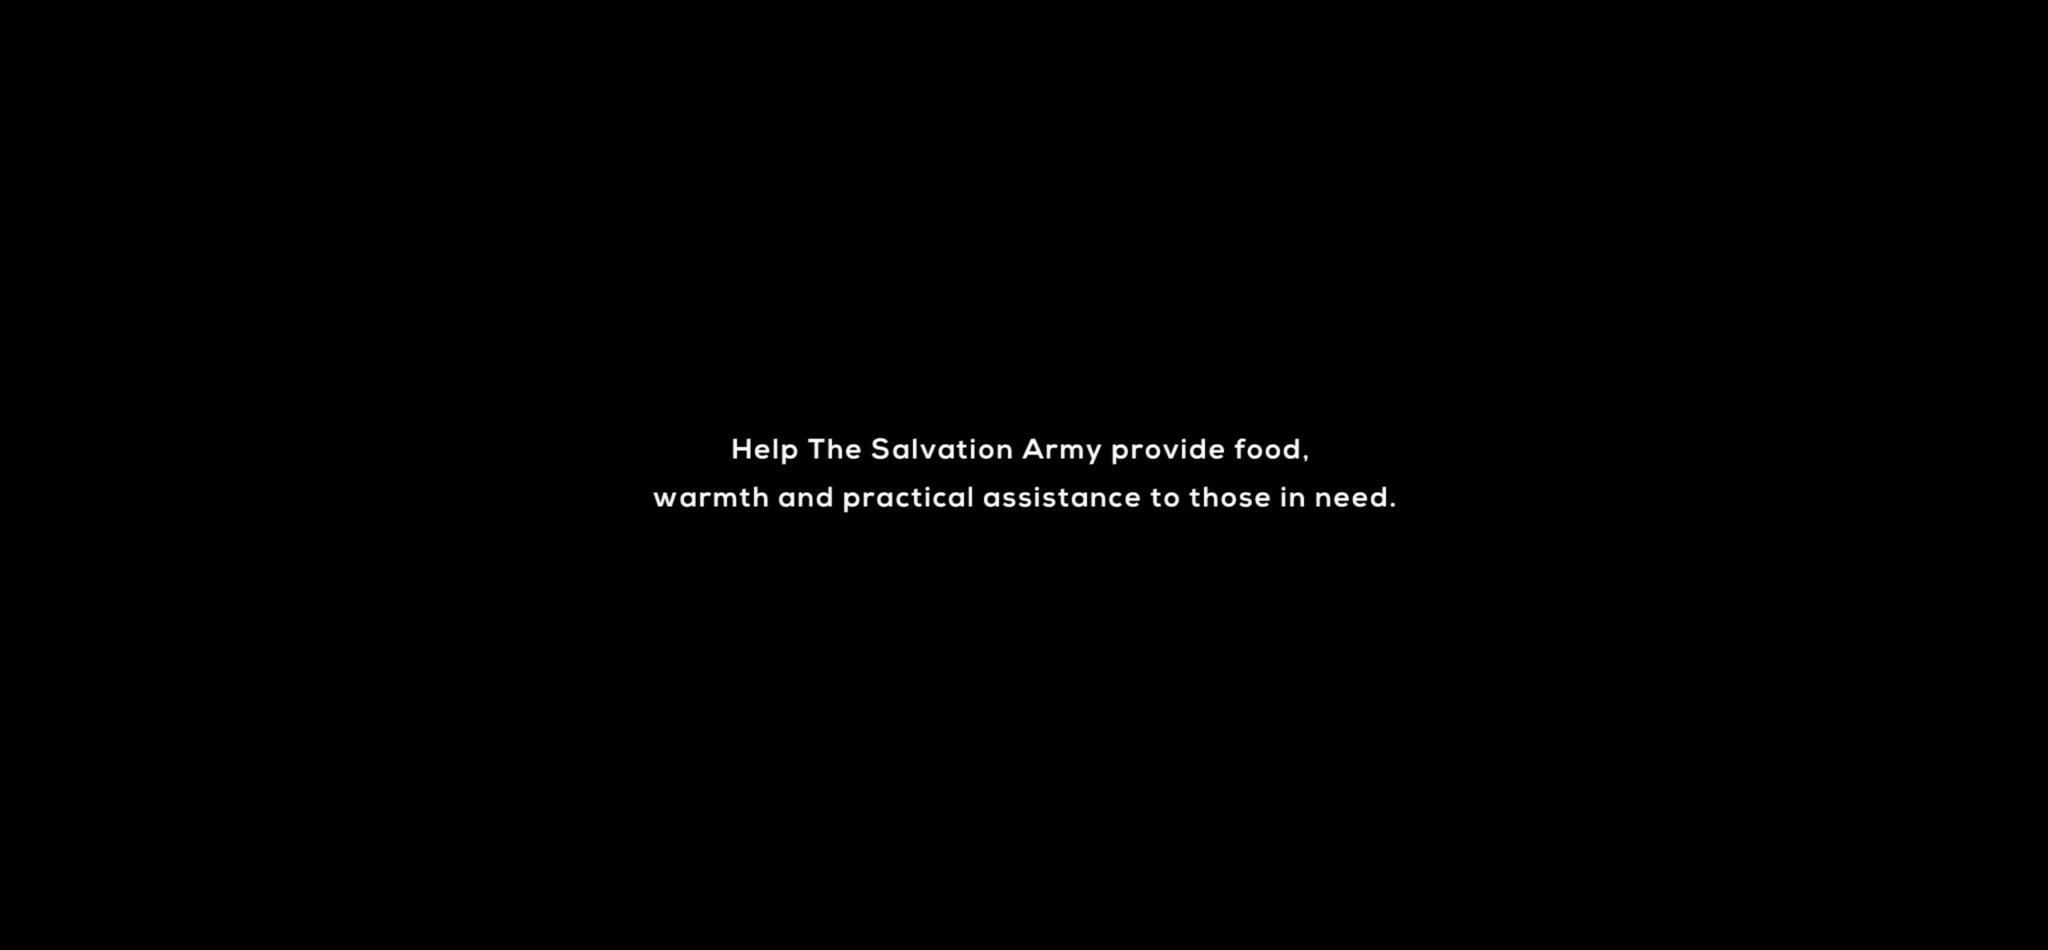 Help The Salvation Army provide food,
warmth and practical assistance to those in need.